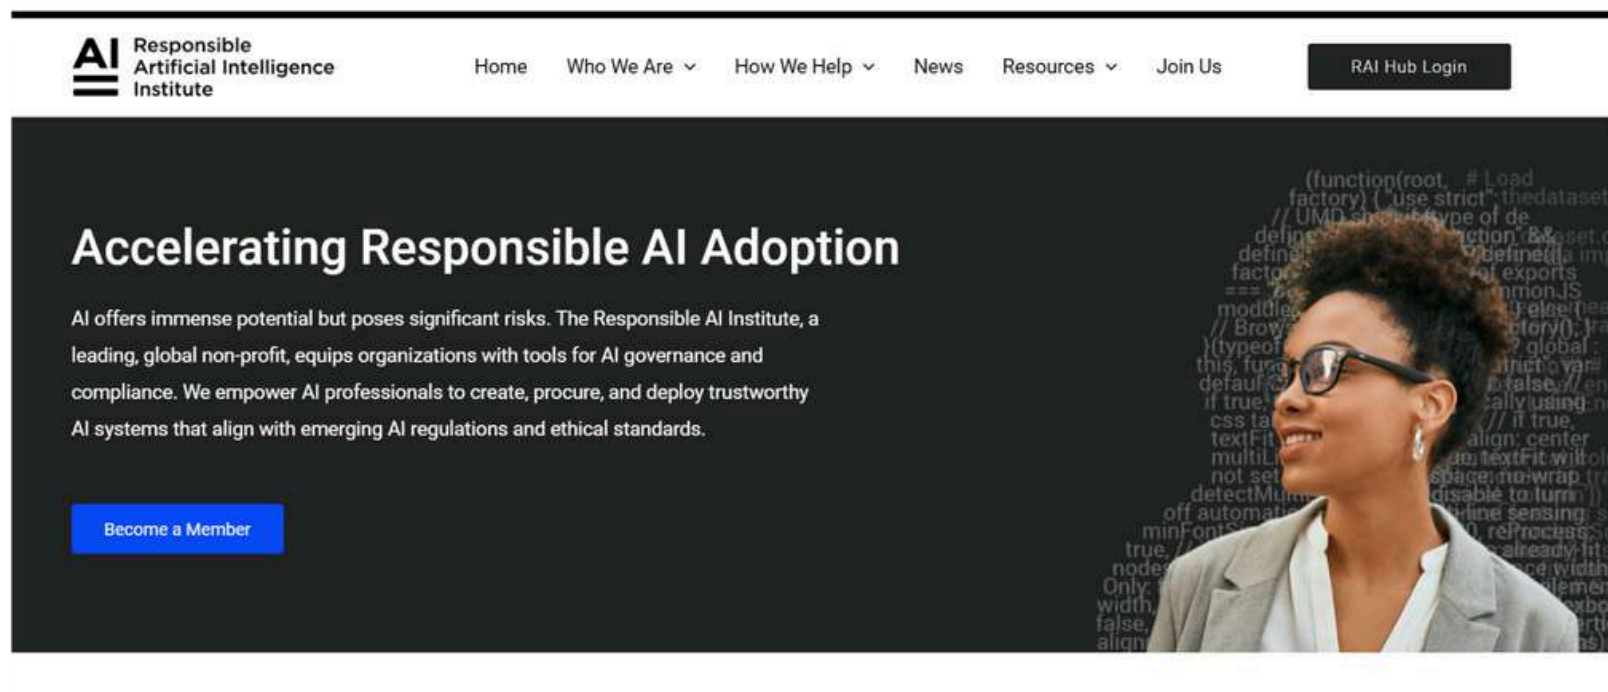 AI
Responsible
Artificial Intelligence
Institute
Home
Who We Are
How We Help
News
Resources
Join Us
RAI Hub Login
Accelerating Responsible AI Adoption
AI offers immense potential but poses significant risks. The Responsible AI Institute, a
leading, global non-profit, equips organizations with tools for AI governance and
compliance. We empower AI professionals to create, procure, and deploy trustworthy
AI systems that align with emerging AI regulations and ethical standards.
Become a Member
(function(root, # Load
factory) { "use strict"; thedataset